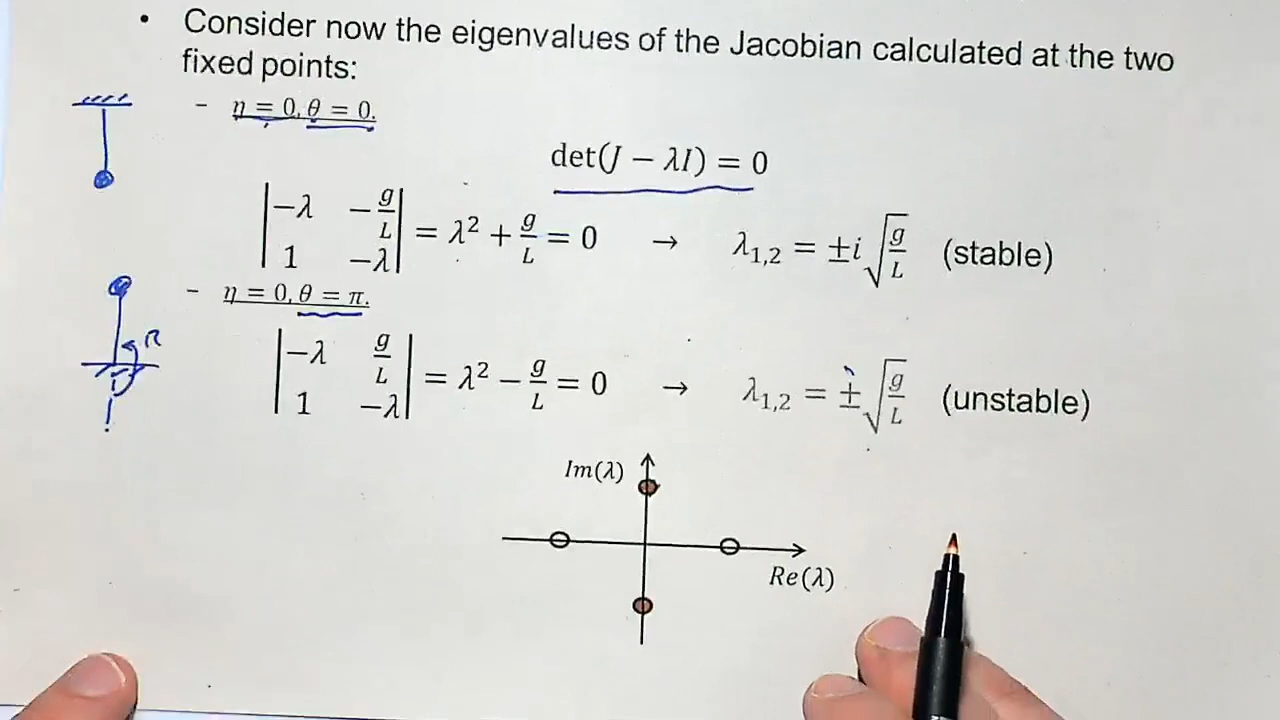 • Consider now the eigenvalues of the Jacobian calculated at the two
fixed points:
- η = 0, θ = 0.
det(J − λI) = 0
|−λ −g/L; 1 −λ| = λ² + g/L = 0 → λ₁,₂ = ±i√(g/L) (stable)
- η = 0, θ = π.
|−λ g/L; 1 −λ| = λ² − g/L = 0 → λ₁,₂ = ±√(g/L) (unstable)
Im(λ)
Re(λ)